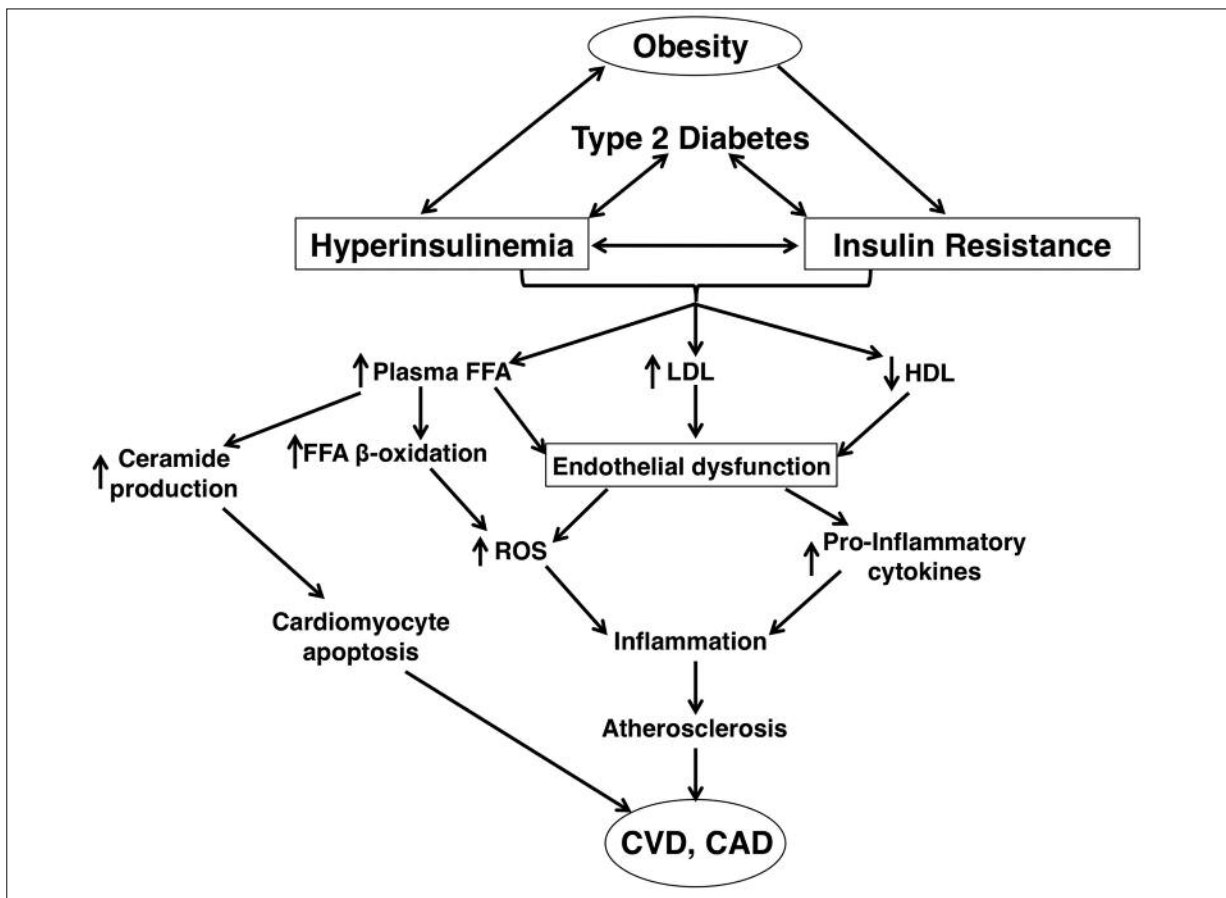 Obesity
Type 2 Diabetes
Hyperinsulinemia
Insulin Resistance
↑ Plasma FFA
↑ LDL
↓ HDL
↑ Ceramide
production
↑FFA β-oxidation
Endothelial dysfunction
↑ ROS
↑ Pro-Inflammatory
cytokines
Cardiomyocyte
apoptosis
Inflammation
Atherosclerosis
CVD, CAD